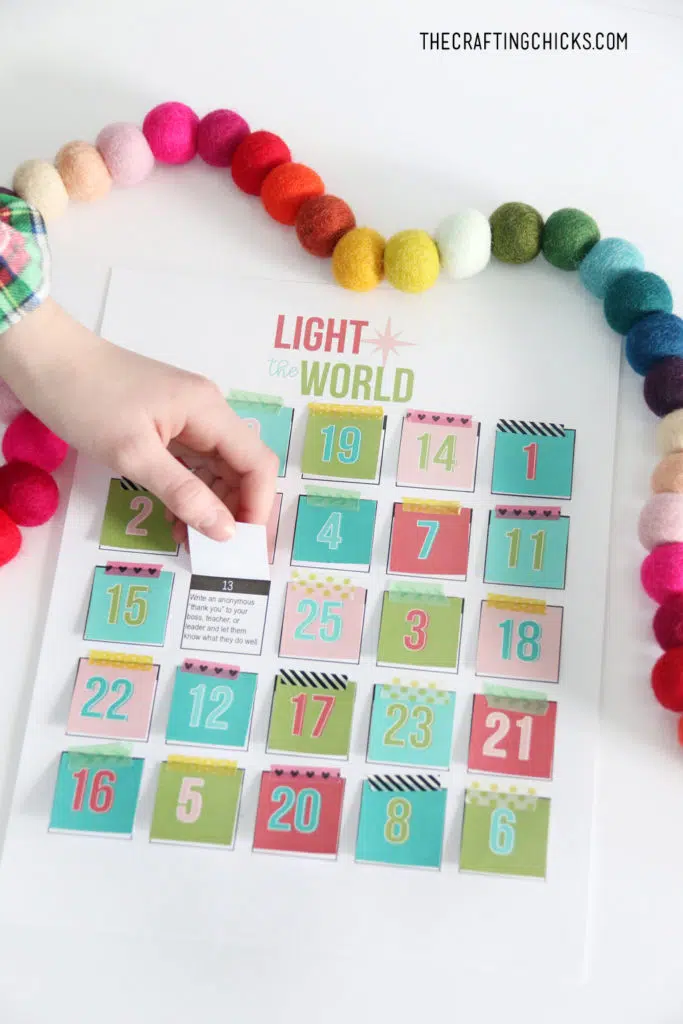 THECRAFTINGCHICKS.COM
LIGHT
the WORLD
19 14 1
2 4 7 11
13
Write an anonymous
"thank you" to your
boss, teacher, or
leader and let them
know what they do well
15 25 3 18
22 12 17 23 21
16 5 20 8 6